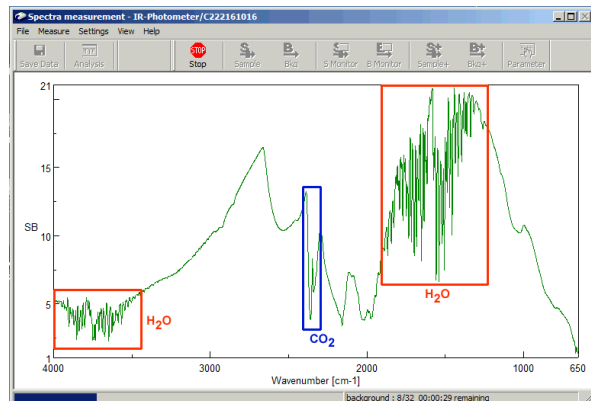 Spectra measurement - IR-Photometer/C222161016
File Measure Settings View Help
Save Data Analysis Stop Sample Bkg S Monitor B Monitor Sample+ Bkg+ Parameter
21
15
SB
10
5
1
H₂O
CO₂
H₂O
4000 3000 2000 1000 650
Wavenumber [cm-1]
background : 8/32 00:00:29 remaining